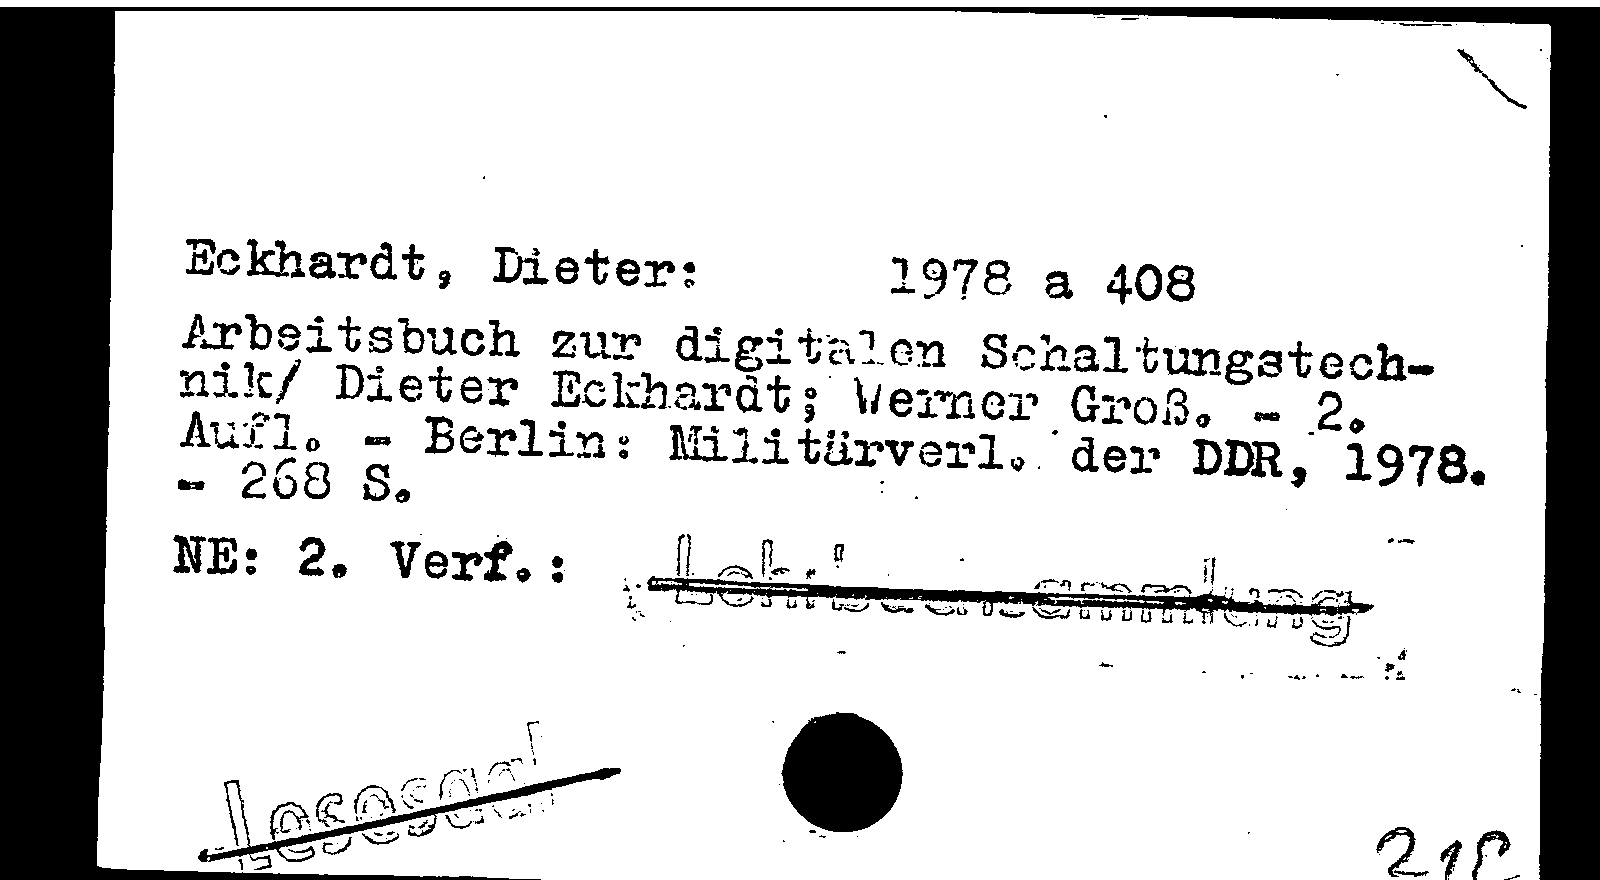 Eckhardt, Dieter: 1978 a 408
Arbeitsbuch zur digitalen Schaltungstech-
nik/ Dieter Eckhardt; Werner Groß. - 2.
Aufl. - Berlin: Militärverl. der DDR, 1978.
- 268 S.
NE: 2. Verf.: Lehrbuchsammlung
Lesesaal